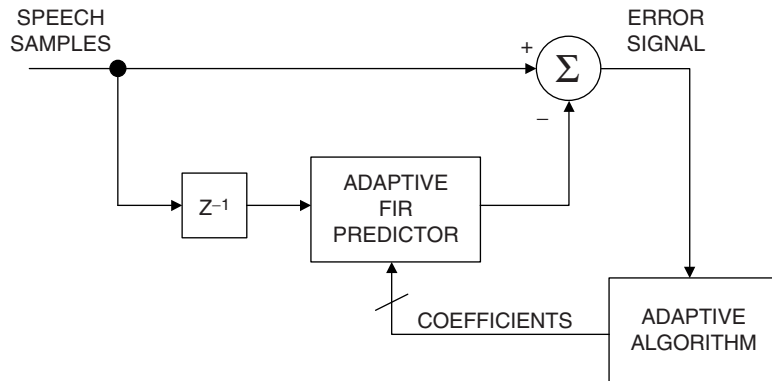 SPEECH
SAMPLES
ERROR
SIGNAL
+
Σ
−
Z⁻¹
ADAPTIVE
FIR
PREDICTOR
COEFFICIENTS
ADAPTIVE
ALGORITHM